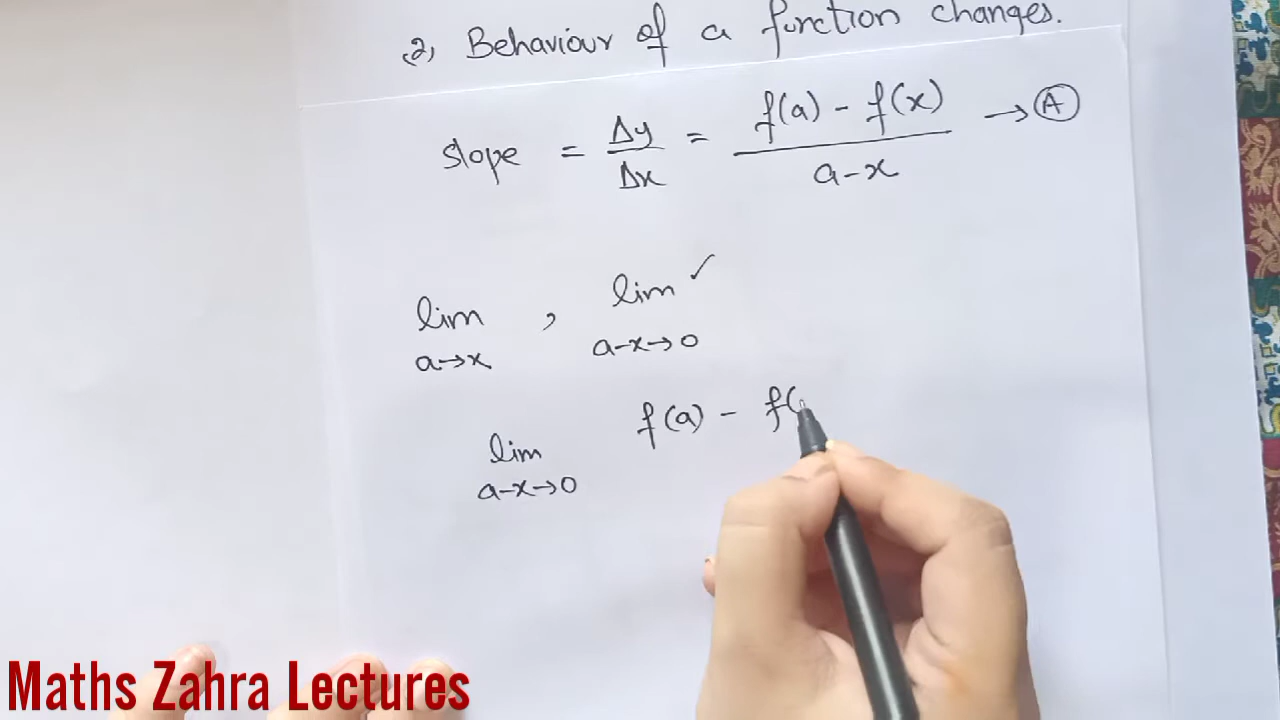 (2) Behaviour of a function changes.
slope = Δy/Δx = f(a) - f(x) / a-x → (A)
lim a→x , lim a-x→0 ✓
lim a-x→0 f(a) - f(
Maths Zahra Lectures